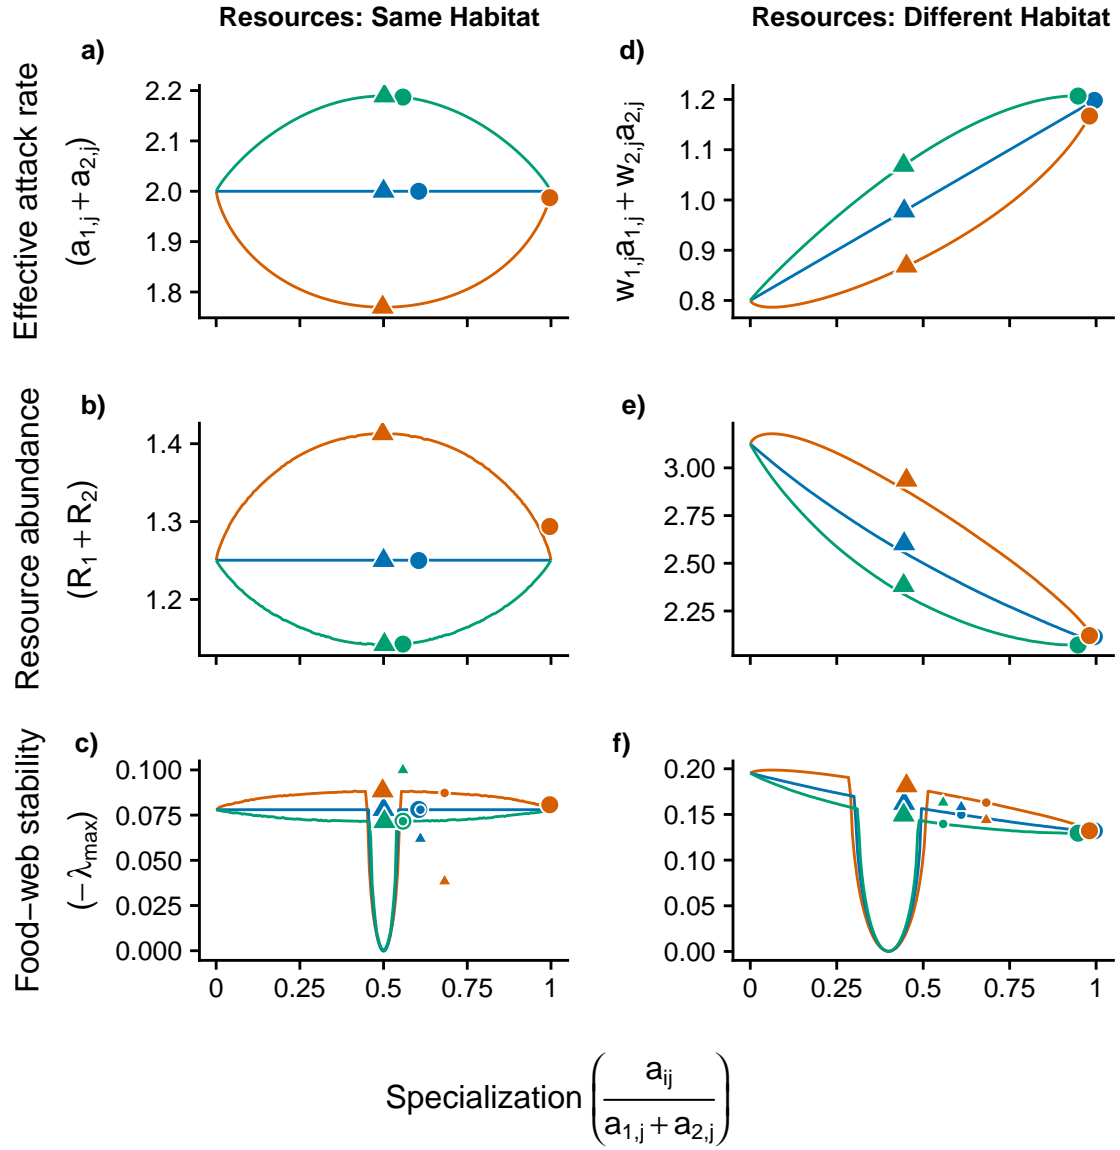 Resources: Same Habitat
Resources: Different Habitat
a)
Effective attack rate
(a1,j + a2,j)
2.2
2.1
2.0
1.9
1.8
d)
w1,ja1,j + w2,ja2,j
1.2
1.1
1.0
0.9
0.8
b)
Resource abundance
(R1 + R2)
1.4
1.3
1.2
e)
3.00
2.75
2.50
2.25
c)
Food−web stability
(− λmax)
0.100
0.075
0.050
0.025
0.000
0 0.25 0.5 0.75 1
f)
0.20
0.15
0.10
0.05
0.00
0 0.25 0.5 0.75 1
Specialization (aij / a1,j + a2,j)